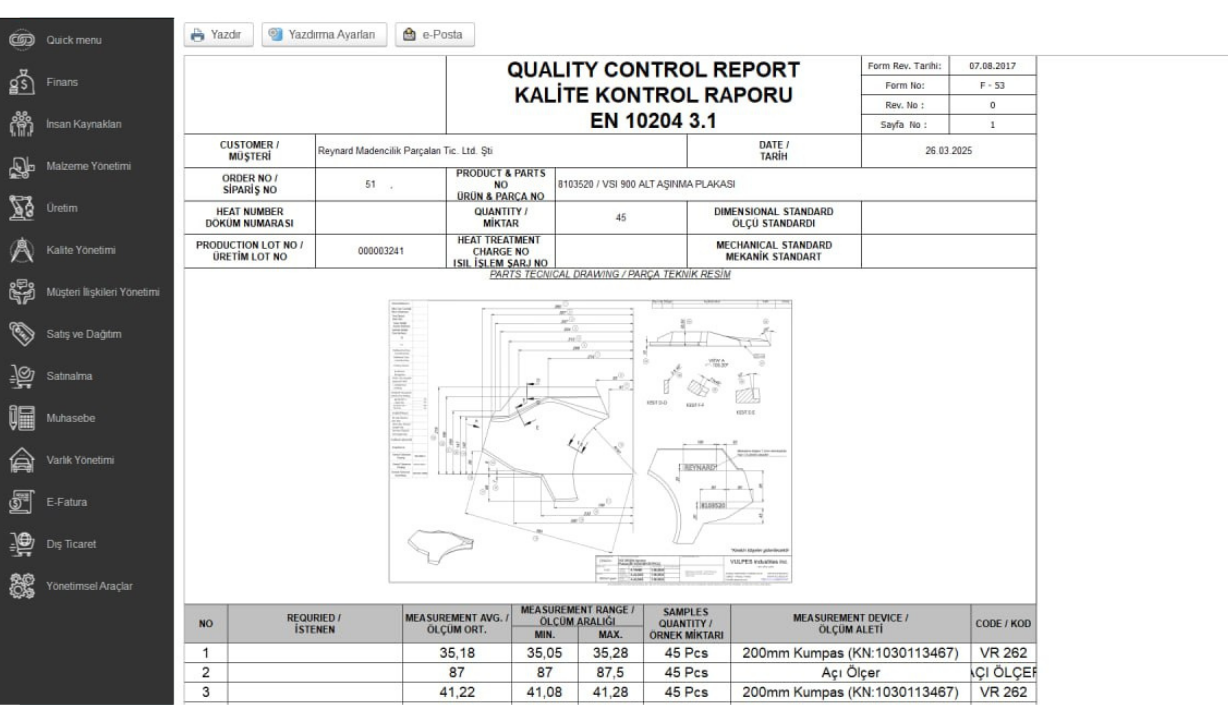 Quick menu
Finans
İnsan Kaynakları
Malzeme Yönetimi
Üretim
Kalite Yönetimi
Müşteri İlişkileri Yönetimi
Satış ve Dağıtım
Satınalma
Muhasebe
Varlık Yönetimi
E-Fatura
Dış Ticaret
Yönetimsel Araçlar
Yazdır Yazdırma Ayarları e-Posta
QUALITY CONTROL REPORT
KALİTE KONTROL RAPORU
EN 10204 3.1
Form Rev. Tarihi: 07.08.2017
Form No: F - 53
Rev. No : 0
Sayfa No : 1
CUSTOMER /
MÜŞTERİ
Reynard Madencilik Parçaları Tic. Ltd. Şti
DATE /
TARİH
26.03.2025
ORDER NO /
SİPARİŞ NO
51 .
PRODUCT & PARTS
NO
ÜRÜN & PARÇA NO
8103520 / VSI 900 ALT AŞINMA PLAKASI
HEAT NUMBER
DÖKÜM NUMARASI
QUANTITY /
MİKTAR
45
DIMENSIONAL STANDARD
ÖLÇÜ STANDARDI
PRODUCTION LOT NO /
ÜRETİM LOT NO
000003241
HEAT TREATMENT
CHARGE NO
ISIL İŞLEM ŞARJ NO
MECHANICAL STANDARD
MEKANİK STANDART
PARTS TECNICAL DRAWING / PARÇA TEKNİK RESİM
REYNARD
VULPES Industries Inc.
NO
REQURIED /
İSTENEN
MEASUREMENT AVG. /
ÖLÇÜM ORT.
MEASUREMENT RANGE /
ÖLÇÜM ARALIĞI
MIN. MAX.
SAMPLES
QUANTITY /
ÖRNEK MİKTARI
MEASUREMENT DEVICE /
ÖLÇÜM ALETİ
CODE / KOD
1 35,18 35,05 35,28 45 Pcs 200mm Kumpas (KN:1030113467) VR 262
2 87 87 87,5 45 Pcs Açı Ölçer AÇI ÖLÇER
3 41,22 41,08 41,28 45 Pcs 200mm Kumpas (KN:1030113467) VR 262